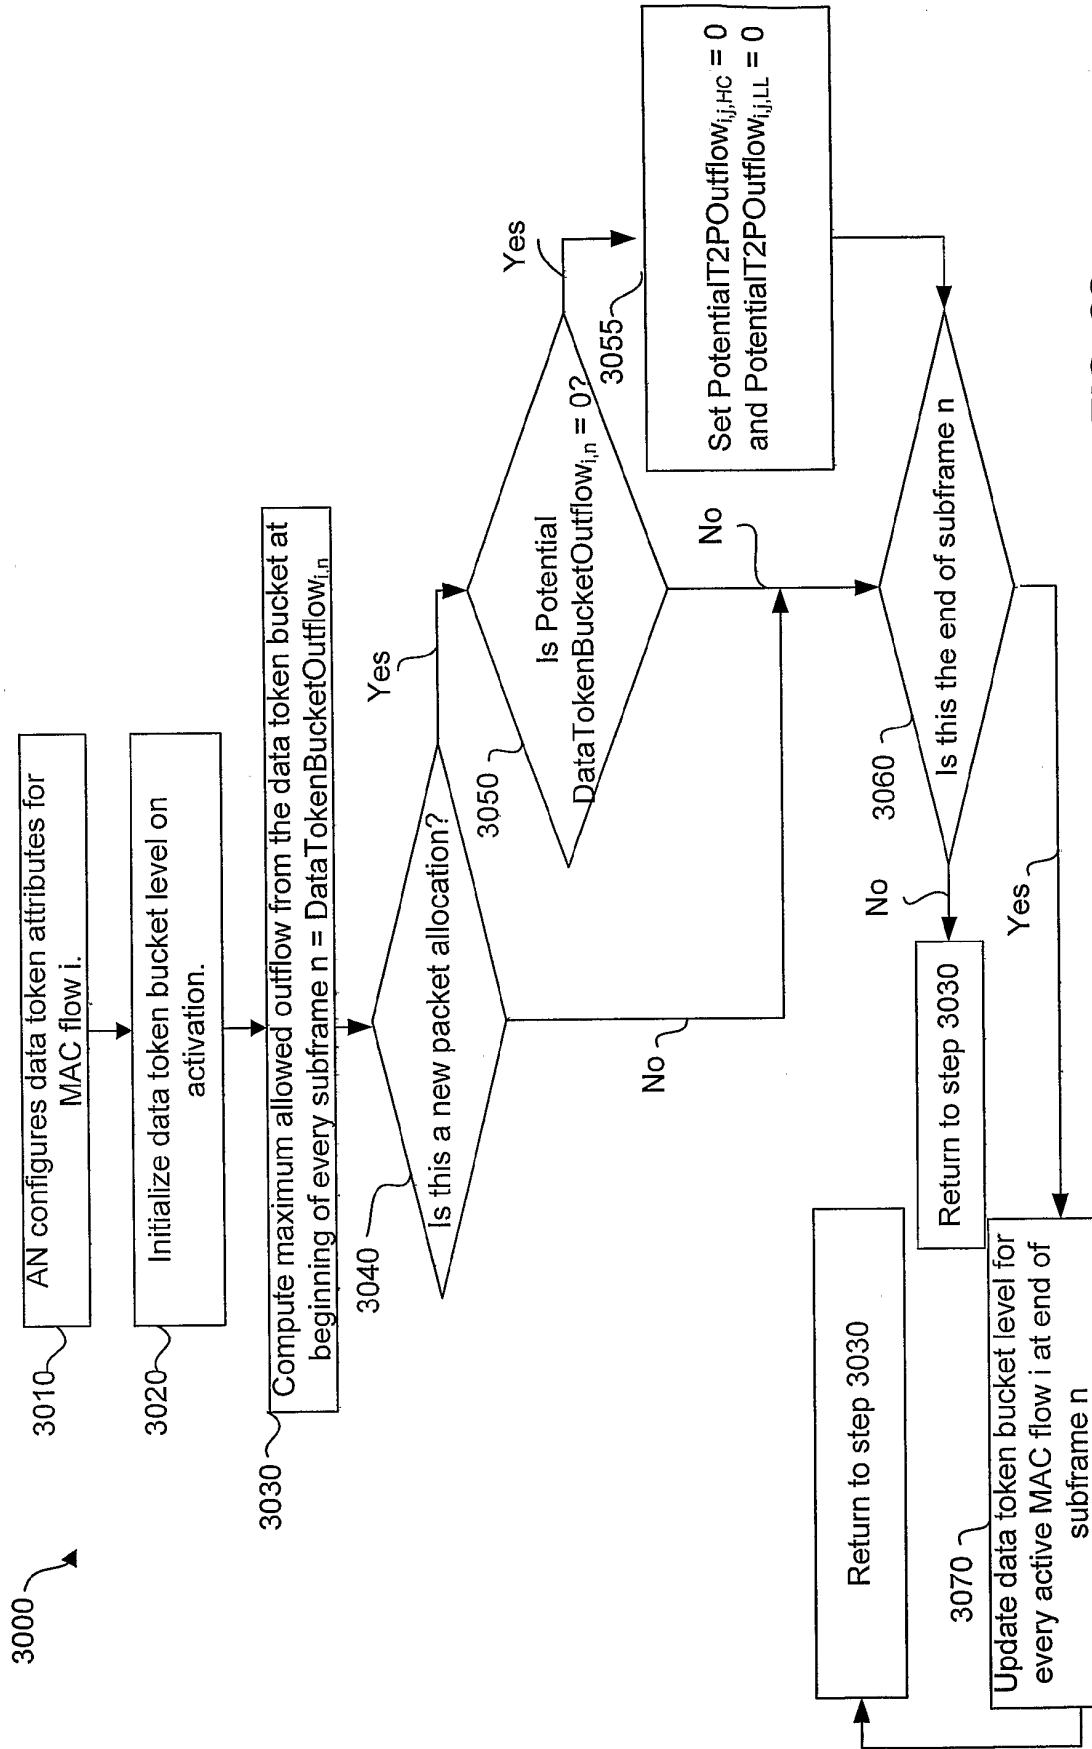 3000
3010
AN configures data token attributes for
MAC flow i.
3020
Initialize data token bucket level on
activation.
3030
Compute maximum allowed outflow from the data token bucket at
beginning of every subframe n = DataTokenBucketOutflowi,n
3040
Is this a new packet allocation?
Yes
No
3050
Is Potential
DataTokenBucketOutflowi,n = 0?
Yes
No
3055
Set PotentialT2POutflowi,j,HC = 0
and PotentialT2POutflowi,j,LL = 0
3060
Is this the end of subframe n
No
Yes
Return to step 3030
3070
Update data token bucket level for
every active MAC flow i at end of
subframe n
Return to step 3030